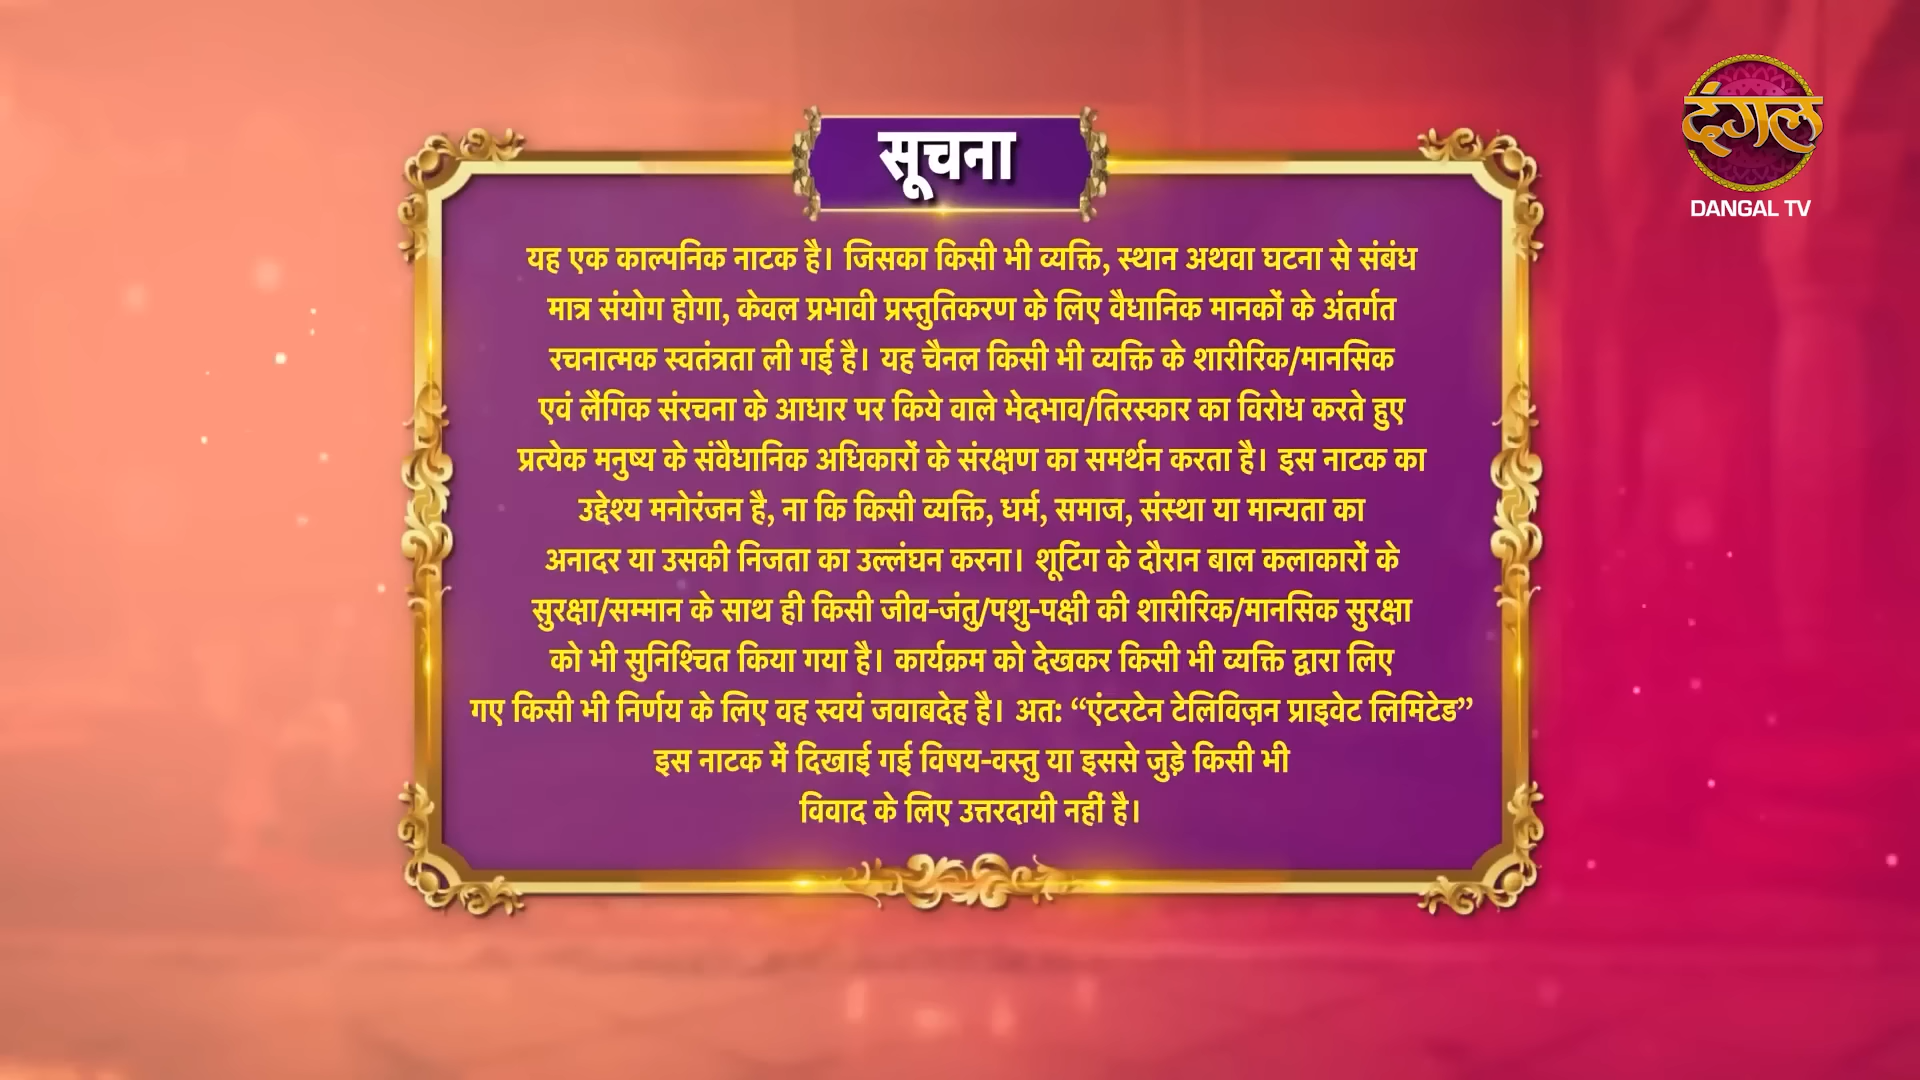 सूचना
दंगल
DANGAL TV
यह एक काल्पनिक नाटक है। जिसका किसी भी व्यक्ति, स्थान अथवा घटना से संबंध
मात्र संयोग होगा, केवल प्रभावी प्रस्तुतिकरण के लिए वैधानिक मानकों के अंतर्गत
रचनात्मक स्वतंत्रता ली गई है। यह चैनल किसी भी व्यक्ति के शारीरिक/मानसिक
एवं लैंगिक संरचना के आधार पर किये वाले भेदभाव/तिरस्कार का विरोध करते हुए
प्रत्येक मनुष्य के संवैधानिक अधिकारों के संरक्षण का समर्थन करता है। इस नाटक का
उद्देश्य मनोरंजन है, ना कि किसी व्यक्ति, धर्म, समाज, संस्था या मान्यता का
अनादर या उसकी निजता का उल्लंघन करना। शूटिंग के दौरान बाल कलाकारों के
सुरक्षा/सम्मान के साथ ही किसी जीव-जंतु/पशु-पक्षी की शारीरिक/मानसिक सुरक्षा
को भी सुनिश्चित किया गया है। कार्यक्रम को देखकर किसी भी व्यक्ति द्वारा लिए
गए किसी भी निर्णय के लिए वह स्वयं जवाबदेह है। अत: “एंटरटेन टेलिविज़न प्राइवेट लिमिटेड”
इस नाटक में दिखाई गई विषय-वस्तु या इससे जुड़े किसी भी
विवाद के लिए उत्तरदायी नहीं है।